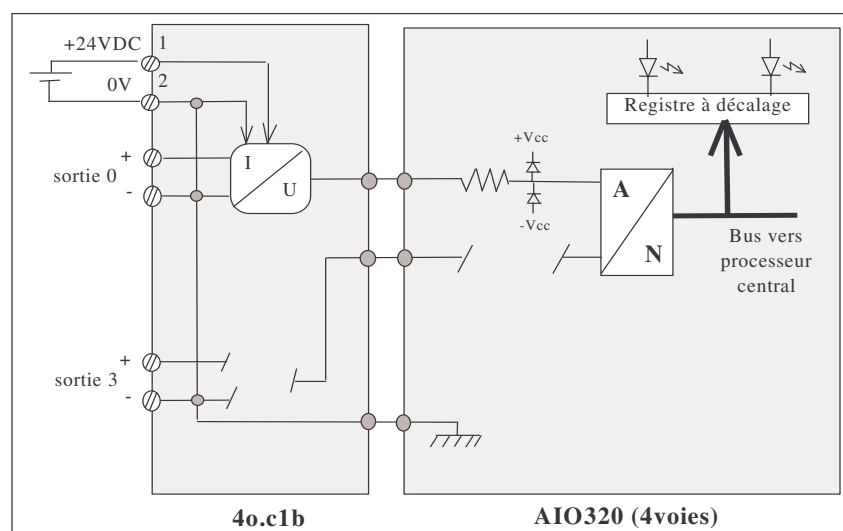 +24VDC
1
2
0V
+
sortie 0
-
I
U
+
sortie 3
-
4o.c1b
Registre à décalage
+Vcc
-Vcc
A
N
Bus vers
processeur
central
AIO320 (4voies)